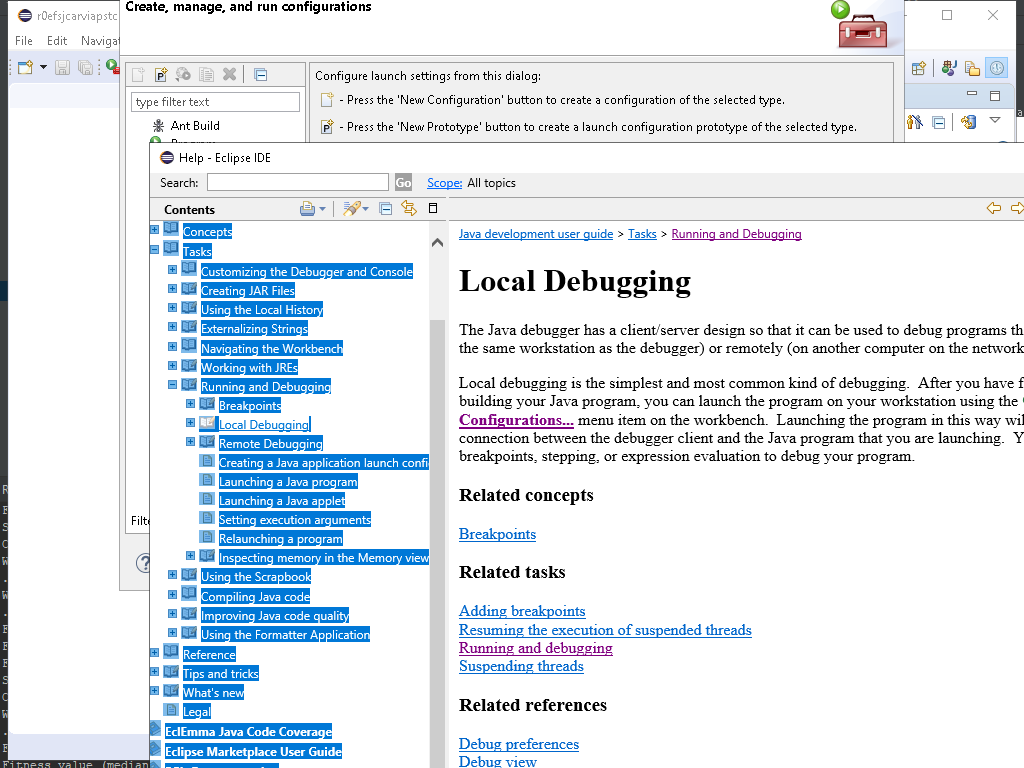 r0efsjcarviapstc
File Edit Navigat
Create, manage, and run configurations
type filter text
Ant Build
Configure launch settings from this dialog:
- Press the 'New Configuration' button to create a configuration of the selected type.
- Press the 'New Prototype' button to create a launch configuration prototype of the selected type.
Filte
Help - Eclipse IDE
Search:
Go
Scope: All topics
Contents
Concepts
Tasks
Customizing the Debugger and Console
Creating JAR Files
Using the Local History
Externalizing Strings
Navigating the Workbench
Working with JREs
Running and Debugging
Breakpoints
Local Debugging
Remote Debugging
Creating a Java application launch confi
Launching a Java program
Launching a Java applet
Setting execution arguments
Relaunching a program
Inspecting memory in the Memory view
Using the Scrapbook
Compiling Java code
Improving Java code quality
Using the Formatter Application
Reference
Tips and tricks
What's new
Legal
EclEmma Java Code Coverage
Eclipse Marketplace User Guide
Java development user guide > Tasks > Running and Debugging
Local Debugging
The Java debugger has a client/server design so that it can be used to debug programs th
the same workstation as the debugger) or remotely (on another computer on the network
Local debugging is the simplest and most common kind of debugging. After you have f
building your Java program, you can launch the program on your workstation using the
Configurations... menu item on the workbench. Launching the program in this way wil
connection between the debugger client and the Java program that you are launching. Y
breakpoints, stepping, or expression evaluation to debug your program.
Related concepts
Breakpoints
Related tasks
Adding breakpoints
Resuming the execution of suspended threads
Running and debugging
Suspending threads
Related references
Debug preferences
Debug view
Fitness value (median